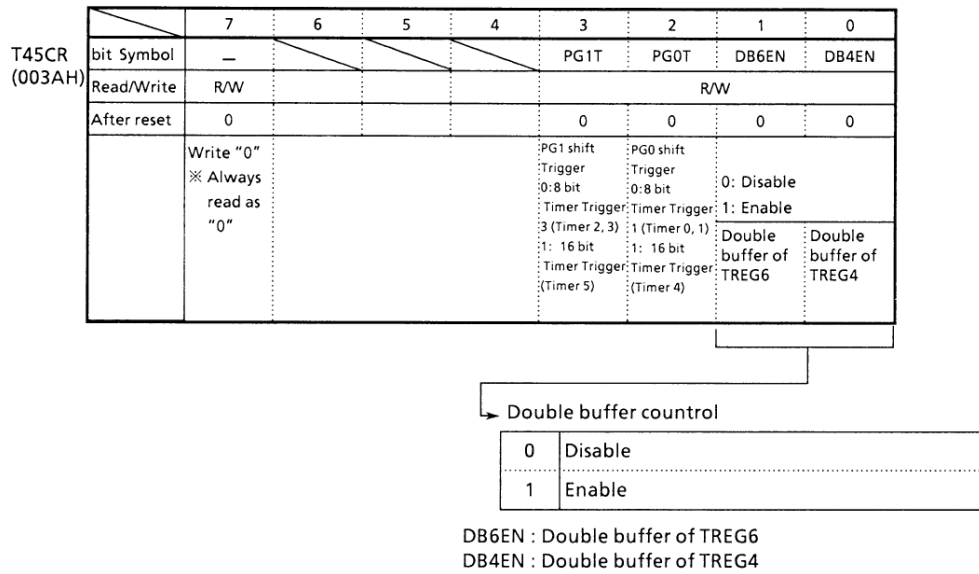 7 6 5 4 3 2 1 0
T45CR
(003AH)
bit Symbol — PG1T PG0T DB6EN DB4EN
Read/Write R/W R/W
After reset 0 0 0 0 0
Write "0"
※ Always
read as
"0"
PG1 shift
Trigger
0:8 bit
Timer Trigger
3 (Timer 2, 3)
1: 16 bit
Timer Trigger
(Timer 5)
PG0 shift
Trigger
0:8 bit
Timer Trigger
1 (Timer 0, 1)
1: 16 bit
Timer Trigger
(Timer 4)
0: Disable
1: Enable
Double
buffer of
TREG6
Double
buffer of
TREG4
Double buffer countrol
0 Disable
1 Enable
DB6EN : Double buffer of TREG6
DB4EN : Double buffer of TREG4